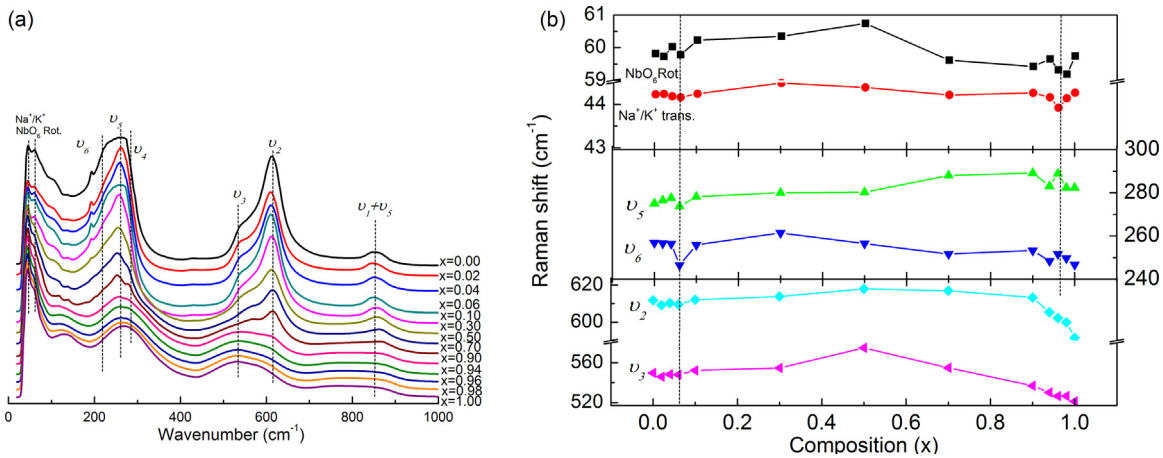 (a)
Na⁺/K⁺
NbO₆ Rot.
υ₆
υ₅
υ₄
υ₃
υ₂
υ₁+υ₅
x=0.00
x=0.02
x=0.04
x=0.06
x=0.10
x=0.30
x=0.50
x=0.70
x=0.90
x=0.94
x=0.96
x=0.98
x=1.00
0 200 400 600 800 1000
Wavenumber (cm⁻¹)
(b)
Raman shift (cm⁻¹)
61
60
59
44
43
NbO₆Rot.
Na⁺/K⁺ trans.
300
280
260
240
υ₅
υ₆
620
600
560
520
υ₂
υ₃
0.0 0.2 0.4 0.6 0.8 1.0
Composition (x)